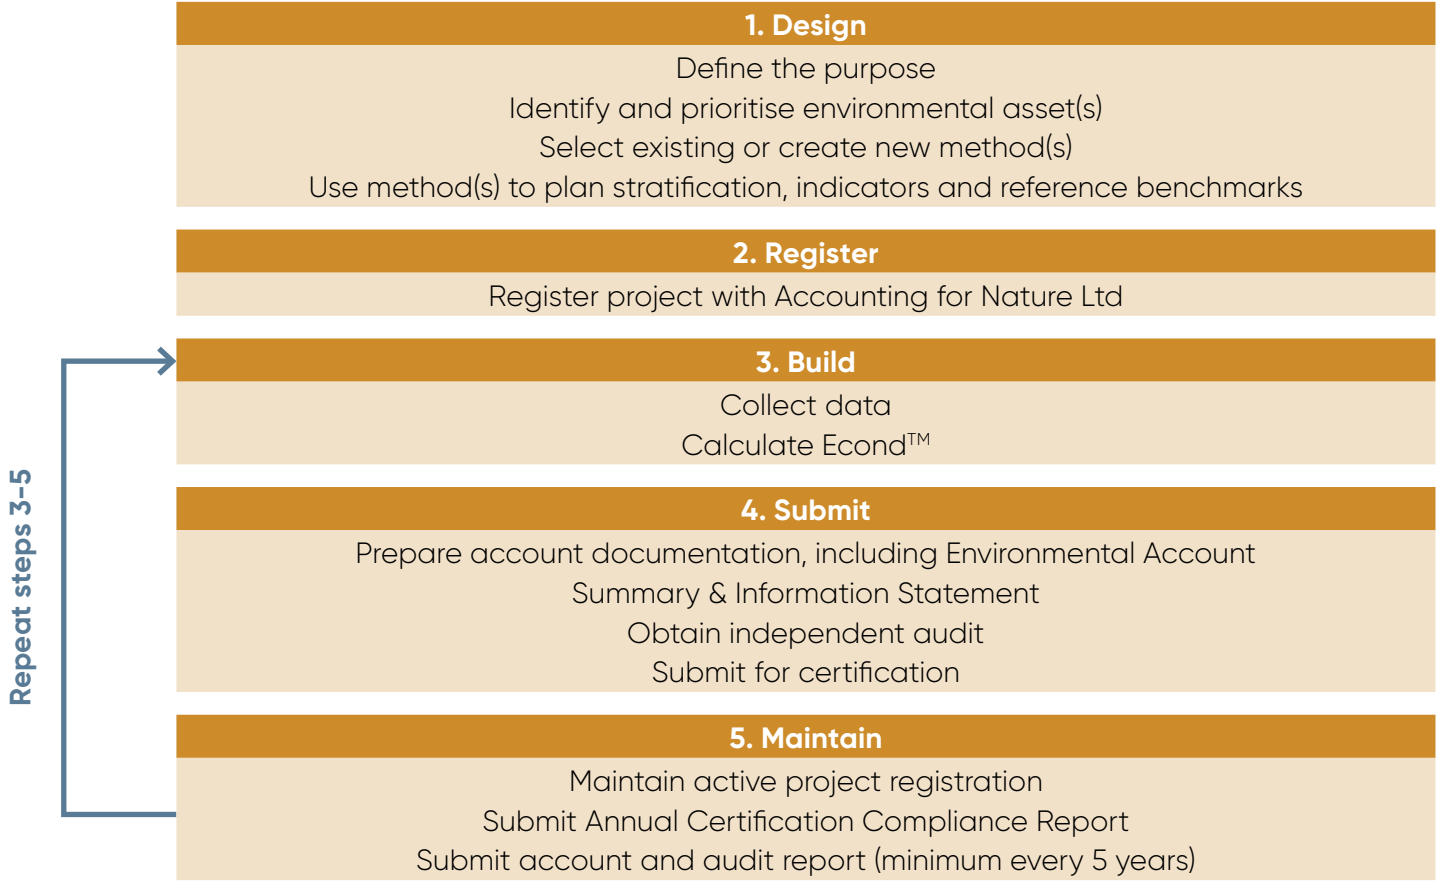 1. Design
Define the purpose
Identify and prioritise environmental asset(s)
Select existing or create new method(s)
Use method(s) to plan stratification, indicators and reference benchmarks
2. Register
Register project with Accounting for Nature Ltd
3. Build
Collect data
Calculate Econd™
4. Submit
Prepare account documentation, including Environmental Account
Summary & Information Statement
Obtain independent audit
Submit for certification
5. Maintain
Maintain active project registration
Submit Annual Certification Compliance Report
Submit account and audit report (minimum every 5 years)
Repeat steps 3-5